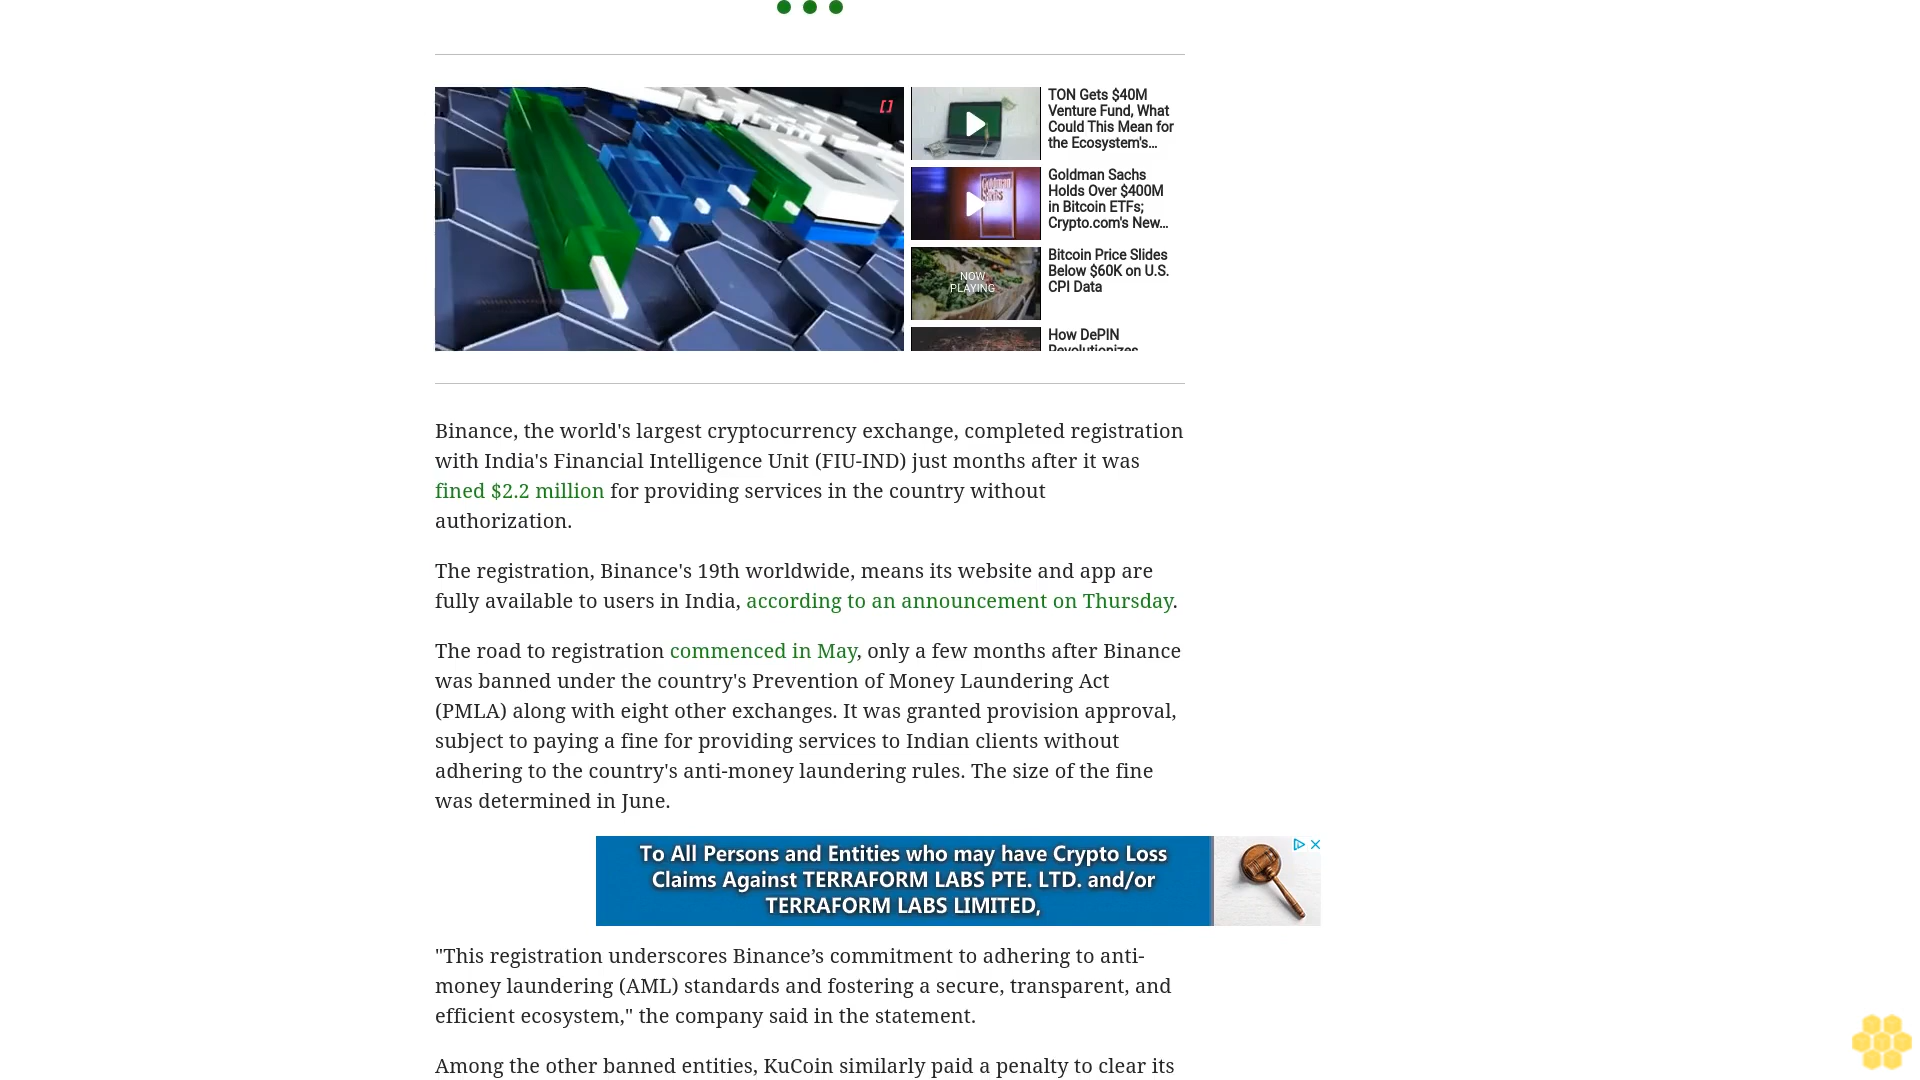 TON Gets $40M
Venture Fund, What
Could This Mean for
the Ecosystem's...
Goldman Sachs
Holds Over $400M
in Bitcoin ETFs;
Crypto.com's New...
NOW
PLAYING
Bitcoin Price Slides
Below $60K on U.S.
CPI Data
How DePIN
Revolutionizes
Binance, the world's largest cryptocurrency exchange, completed registration
with India's Financial Intelligence Unit (FIU-IND) just months after it was
fined $2.2 million for providing services in the country without
authorization.
The registration, Binance's 19th worldwide, means its website and app are
fully available to users in India, according to an announcement on Thursday.
The road to registration commenced in May, only a few months after Binance
was banned under the country's Prevention of Money Laundering Act
(PMLA) along with eight other exchanges. It was granted provision approval,
subject to paying a fine for providing services to Indian clients without
adhering to the country's anti-money laundering rules. The size of the fine
was determined in June.
To All Persons and Entities who may have Crypto Loss
Claims Against TERRAFORM LABS PTE. LTD. and/or
TERRAFORM LABS LIMITED,
"This registration underscores Binance’s commitment to adhering to anti-
money laundering (AML) standards and fostering a secure, transparent, and
efficient ecosystem," the company said in the statement.
Among the other banned entities, KuCoin similarly paid a penalty to clear its